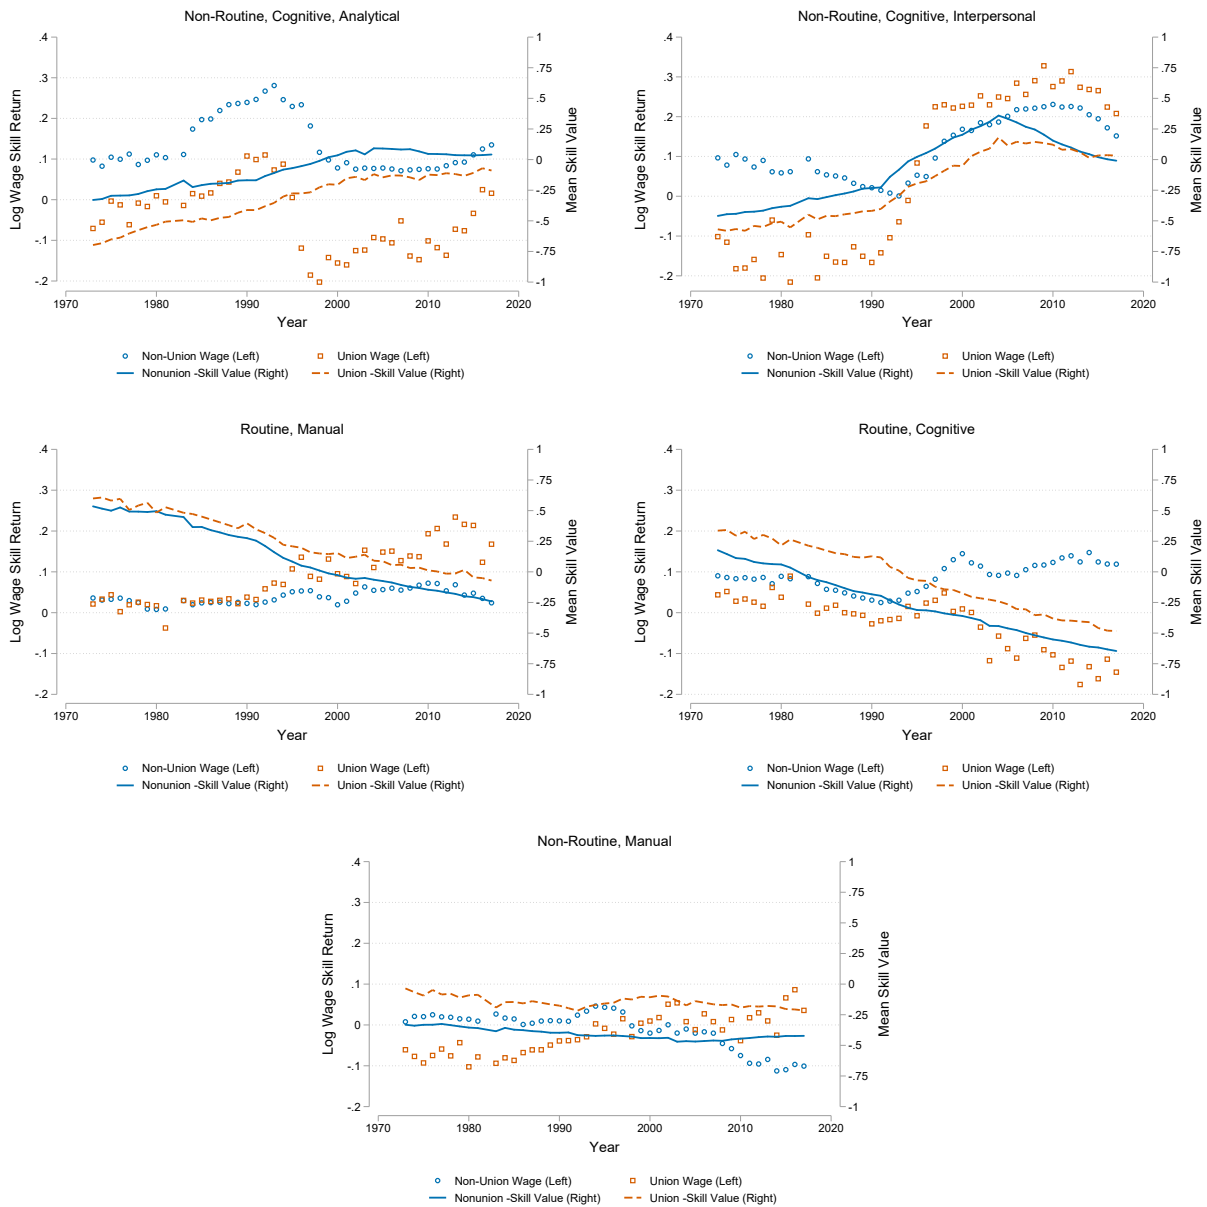 Non-Routine, Cognitive, Analytical
Log Wage Skill Return
.4
.3
.2
.1
0
-.1
-.2
1
.75
.5
.25
0
-.25
-.5
-.75
-1
Mean Skill Value
1970 1980 1990 2000 2010 2020
Year
Non-Union Wage (Left) Union Wage (Left)
Nonunion -Skill Value (Right) Union -Skill Value (Right)
Non-Routine, Cognitive, Interpersonal
Log Wage Skill Return
.4
.3
.2
.1
0
-.1
-.2
1
.75
.5
.25
0
-.25
-.5
-.75
-1
Mean Skill Value
1970 1980 1990 2000 2010 2020
Year
Non-Union Wage (Left) Union Wage (Left)
Nonunion -Skill Value (Right) Union -Skill Value (Right)
Routine, Manual
Log Wage Skill Return
.4
.3
.2
.1
0
-.1
-.2
1
.75
.5
.25
0
-.25
-.5
-.75
-1
Mean Skill Value
1970 1980 1990 2000 2010 2020
Year
Non-Union Wage (Left) Union Wage (Left)
Nonunion -Skill Value (Right) Union -Skill Value (Right)
Routine, Cognitive
Log Wage Skill Return
.4
.3
.2
.1
0
-.1
-.2
1
.75
.5
.25
0
-.25
-.5
-.75
-1
Mean Skill Value
1970 1980 1990 2000 2010 2020
Year
Non-Union Wage (Left) Union Wage (Left)
Nonunion -Skill Value (Right) Union -Skill Value (Right)
Non-Routine, Manual
Log Wage Skill Return
.4
.3
.2
.1
0
-.1
-.2
1
.75
.5
.25
0
-.25
-.5
-.75
-1
Mean Skill Value
1970 1980 1990 2000 2010 2020
Year
Non-Union Wage (Left) Union Wage (Left)
Nonunion -Skill Value (Right) Union -Skill Value (Right)